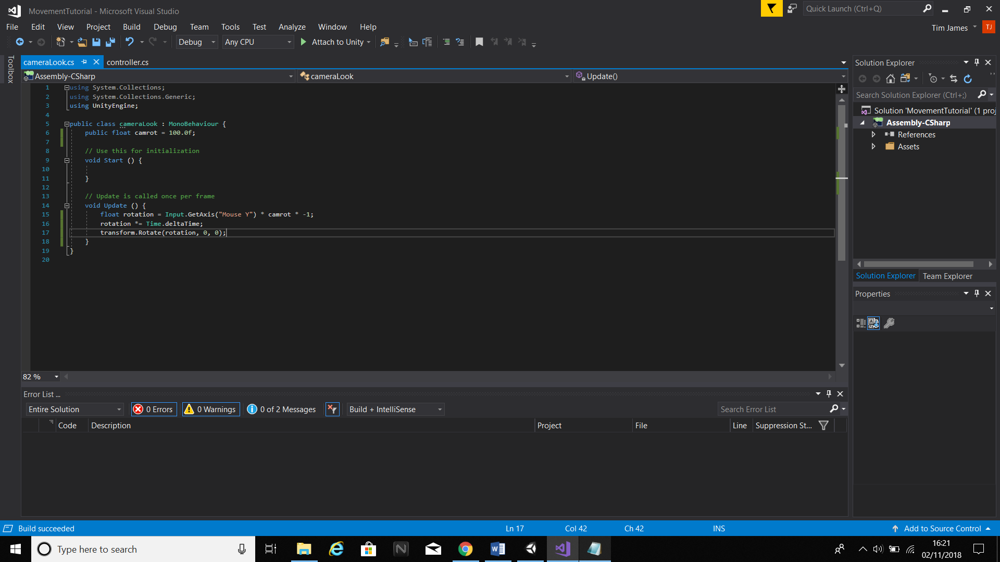 MovementTutorial - Microsoft Visual Studio
Quick Launch (Ctrl+Q)
File Edit View Project Build Debug Team Tools Test Analyze Window Help
Tim James TJ
Debug Any CPU Attach to Unity
Toolbox
cameraLook.cs controller.cs
Assembly-CSharp cameraLook Update()
1 using System.Collections;
2 using System.Collections.Generic;
3 using UnityEngine;
4
5 public class cameraLook : MonoBehaviour {
6 public float camrot = 100.0f;
7
8 // Use this for initialization
9 void Start () {
10
11 }
12
13 // Update is called once per frame
14 void Update () {
15 float rotation = Input.GetAxis("Mouse Y") * camrot * -1;
16 rotation *= Time.deltaTime;
17 transform.Rotate(rotation, 0, 0);
18 }
19 }
20
82 %
Solution Explorer
Search Solution Explorer (Ctrl+;)
Solution 'MovementTutorial' (1 proj
Assembly-CSharp
References
Assets
Solution Explorer Team Explorer
Properties
Error List ...
Entire Solution 0 Errors 0 Warnings 0 of 2 Messages Build + IntelliSense Search Error List
Code Description Project File Line Suppression St...
Build succeeded Ln 17 Col 42 Ch 42 INS Add to Source Control
Type here to search
16:21
02/11/2018